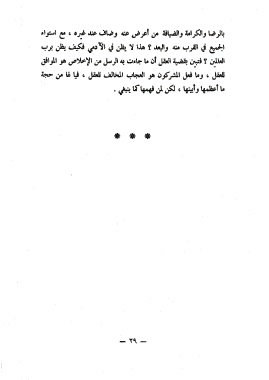 بالرضا والكرامة والضيافة من أعرض عنه وضاف عند غيره ، مع استواء
الجميع في القرب منه والبعد ؟ هذا لا يظن في الآدمي فكيف يظن برب
العالمين ؟ فتبين بقضية العقل أن ما جاءت به الرسل من الإخلاص هو الموافق
للعقل ، وما فعل المشركون هو العجاب المخالف للعقل ، فيا لها من حجة
ما أعظمها وأبينها ، لكن لمن فهمها كما ينبغي .
* * *
— ٢٩ —